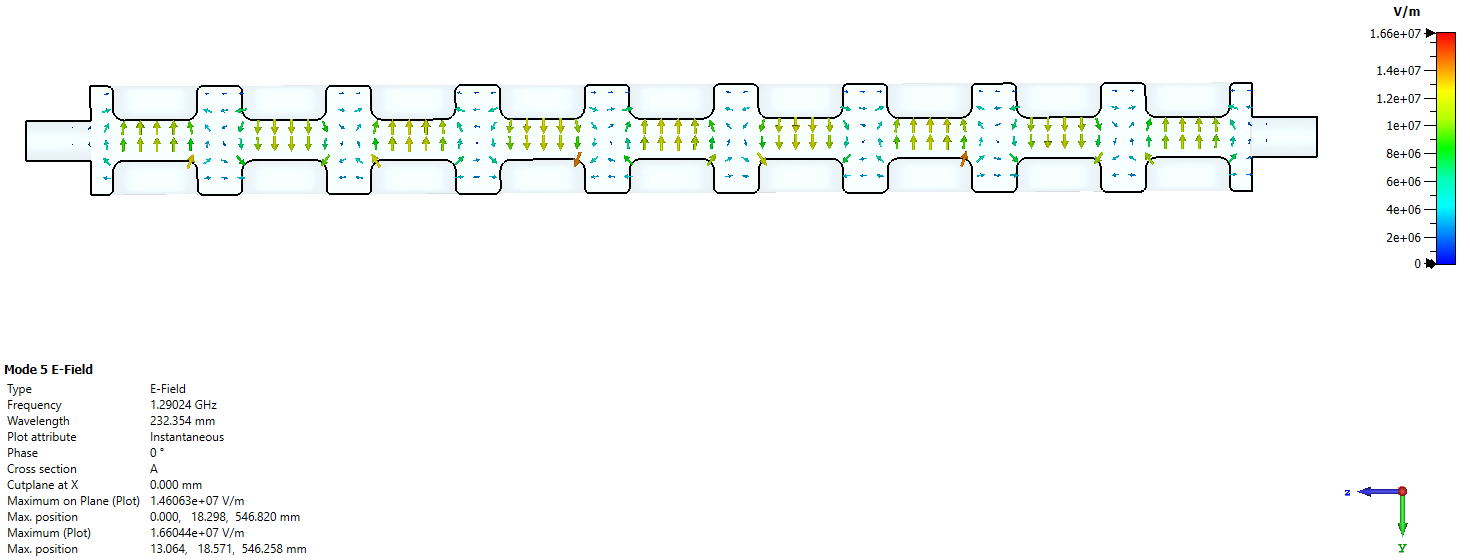 V/m
1.66e+07
1.4e+07
1.2e+07
1e+07
8e+06
6e+06
4e+06
2e+06
0
Mode 5 E-Field
Type E-Field
Frequency 1.29024 GHz
Wavelength 232.354 mm
Plot attribute Instantaneous
Phase 0 °
Cross section A
Cutplane at X 0.000 mm
Maximum on Plane (Plot) 1.46063e+07 V/m
Max. position 0.000, 18.298, 546.820 mm
Maximum (Plot) 1.66044e+07 V/m
Max. position 13.064, 18.571, 546.258 mm
z
y